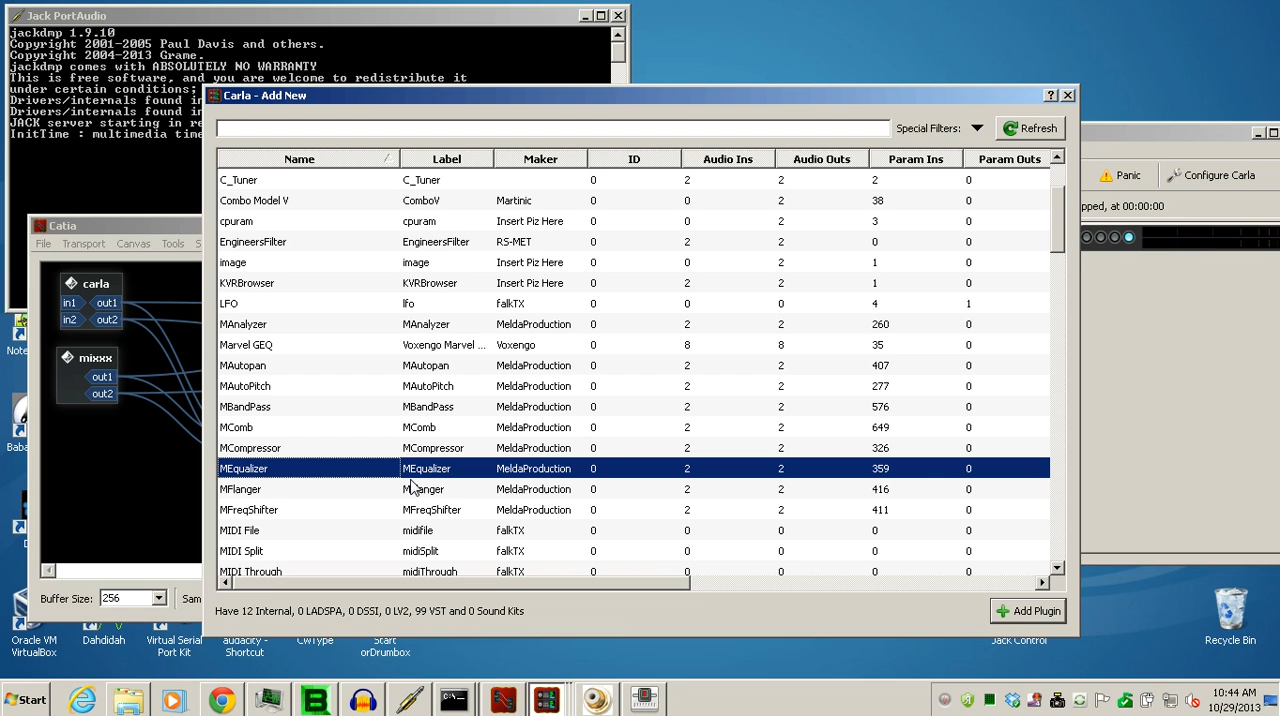 Jack PortAudio
jackdmp 1.9.10
Copyright 2001-2005 Paul Davis and others.
Copyright 2004-2013 Grame.
jackdmp comes with ABSOLUTELY NO WARRANTY
This is free software, and you are welcome to redistribute it
under certain conditions;
Drivers/internals found in
Drivers/internals found in
JACK server starting in re
InitTime : multimedia time
Carla - Add New
Special Filters:
Refresh
Name Label Maker ID Audio Ins Audio Outs Param Ins Param Outs
C_Tuner C_Tuner 0 2 2 2 0
Combo Model V ComboV Martinic 0 0 2 38 0
cpuram cpuram Insert Piz Here 0 2 2 3 0
EngineersFilter EngineersFilter RS-MET 0 2 2 0 0
image image Insert Piz Here 0 2 2 1 0
KVRBrowser KVRBrowser Insert Piz Here 0 2 2 1 0
LFO lfo falkTX 0 0 0 4 1
MAnalyzer MAnalyzer MeldaProduction 0 2 2 260 0
Marvel GEQ Voxengo Marvel ... Voxengo 0 8 8 35 0
MAutopan MAutopan MeldaProduction 0 2 2 407 0
MAutoPitch MAutoPitch MeldaProduction 0 2 2 277 0
MBandPass MBandPass MeldaProduction 0 2 2 576 0
MComb MComb MeldaProduction 0 2 2 649 0
MCompressor MCompressor MeldaProduction 0 2 2 326 0
MEqualizer MEqualizer MeldaProduction 0 2 2 359 0
MFlanger MFlanger MeldaProduction 0 2 2 416 0
MFreqShifter MFreqShifter MeldaProduction 0 2 2 411 0
MIDI File midifile falkTX 0 0 0 0 0
MIDI Split midiSplit falkTX 0 0 0 0 0
MIDI Through midiThrough falkTX 0 0 0 0 0
Have 12 Internal, 0 LADSPA, 0 DSSI, 0 LV2, 99 VST and 0 Sound Kits
Add Plugin
Panic
Configure Carla
pped, at 00:00:00
Catia
File Transport Canvas Tools S
carla
in1 out1
in2 out2
mixxx
out1
out2
Buffer Size: 256 Sam
Note
Baba
Oracle VM
VirtualBox
Dahdidah
Virtual Serial
Port Kit
audacity -
Shortcut
CWType
Start
orDrumbox
Jack Control
Recycle Bin
Start
10:44 AM
10/29/2013